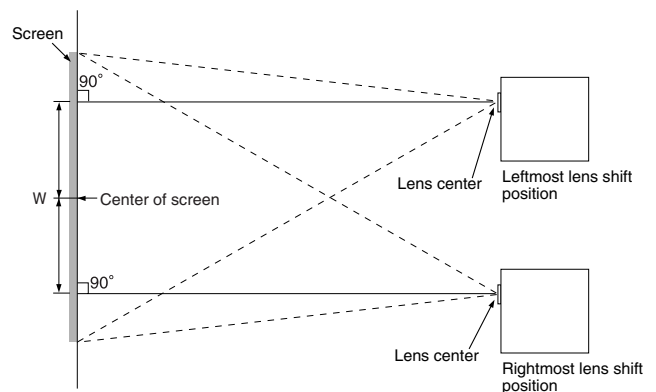 Screen
90°
Lens center
Leftmost lens shift
position
W
Center of screen
90°
Lens center
Rightmost lens shift
position